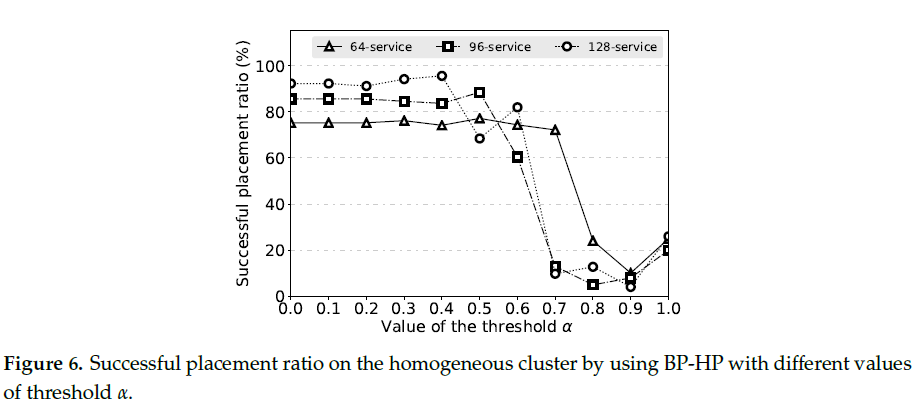 64-service 96-service 128-service
Successful placement ratio (%)
100
80
60
40
20
0
0.0 0.1 0.2 0.3 0.4 0.5 0.6 0.7 0.8 0.9 1.0
Value of the threshold α
Figure 6. Successful placement ratio on the homogeneous cluster by using BP-HP with different values
of threshold α.